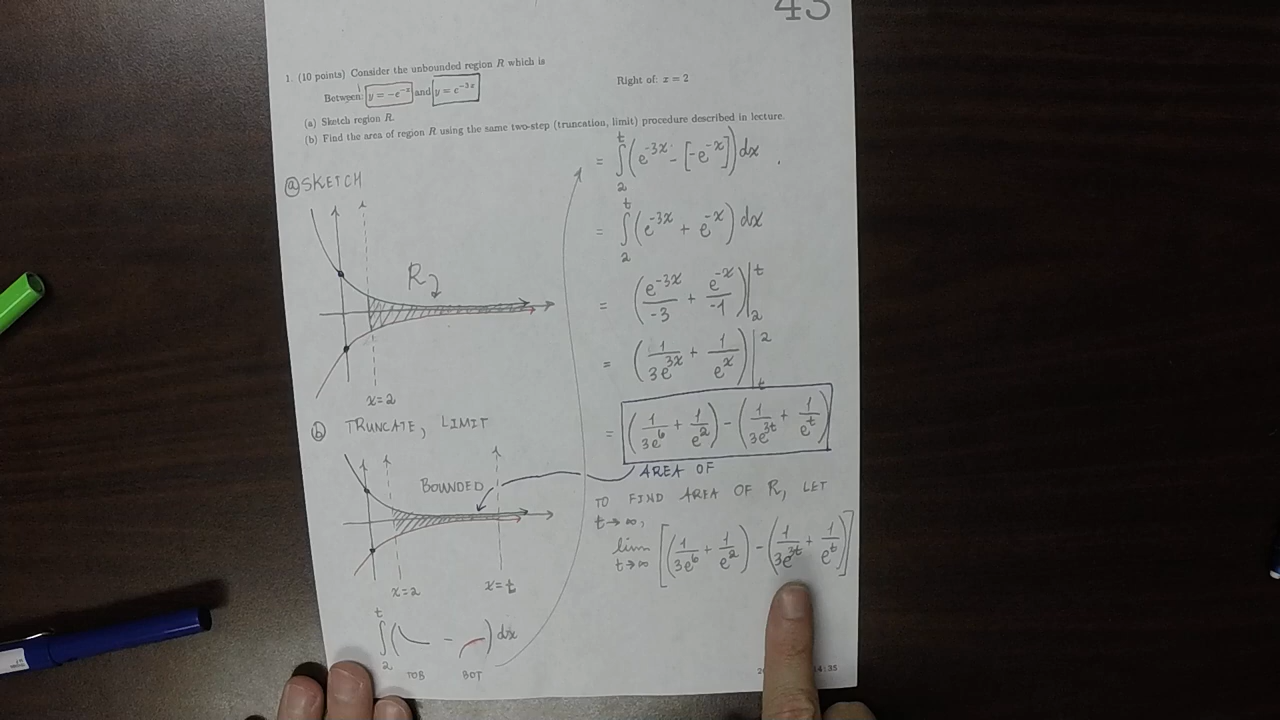 43
1. (10 points) Consider the unbounded region R which is
Between: y = -e^{-x} and y = e^{-3x}
Right of: x = 2
(a) Sketch region R.
(b) Find the area of region R using the same two-step (truncation, limit) procedure described in lecture.
ⓐ SKETCH
R
x=2
ⓑ TRUNCATE, LIMIT
BOUNDED
x=2
x=t
∫_2^t ( - ) dx
TOB
BOT
= ∫_2^t (e^{-3x} - [-e^{-x}]) dx
= ∫_2^t (e^{-3x} + e^{-x}) dx
= (e^{-3x}/-3 + e^{-x}/-1) |_2^t
= (1/3e^{3x} + 1/e^x) |_t^2
= (1/3e^6 + 1/e^2) - (1/3e^{3t} + 1/e^t)
AREA OF
TO FIND AREA OF R, LET
t→∞,
lim t→∞ [(1/3e^6 + 1/e^2) - (1/3e^{3t} + 1/e^t)]
4:35